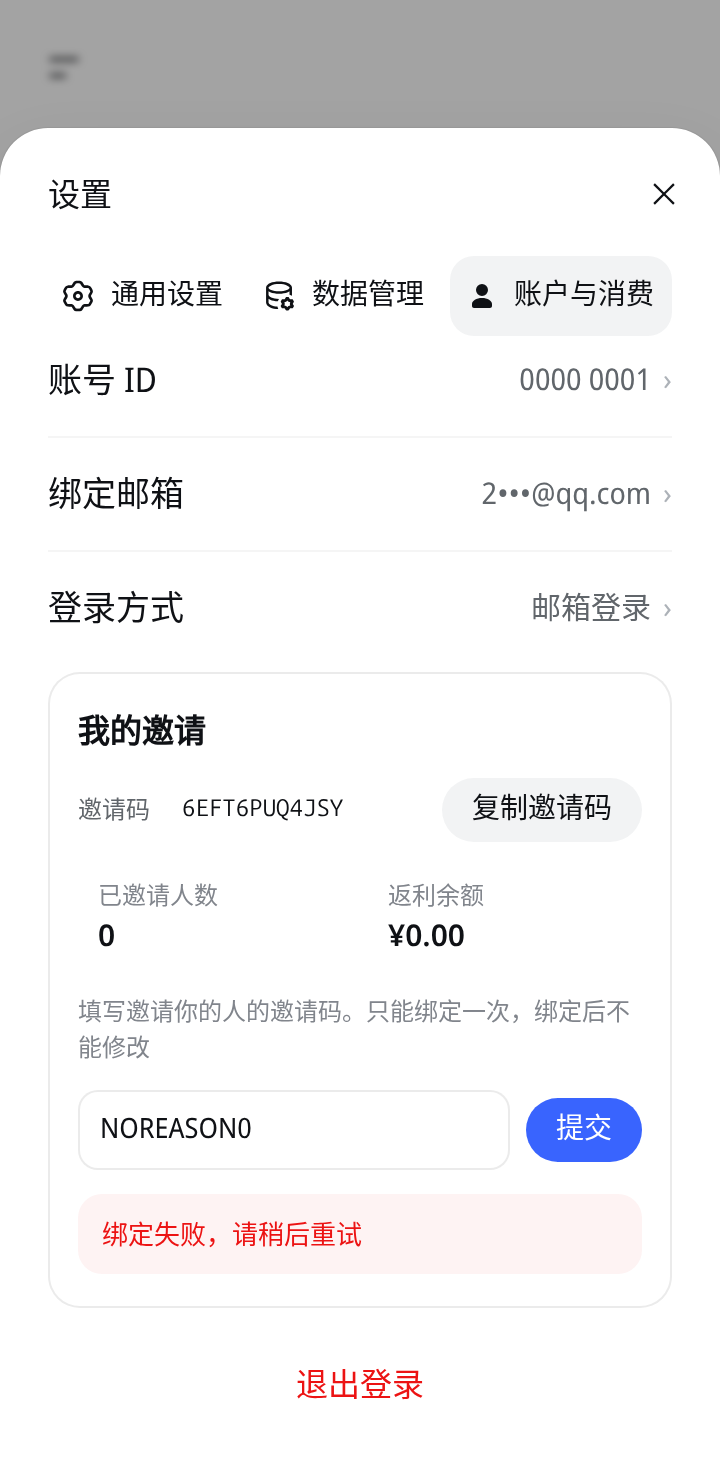 设置
通用设置
数据管理
账户与消费
账号 ID
0000 0001 ›
绑定邮箱
2•••@qq.com ›
登录方式
邮箱登录 ›
我的邀请
邀请码 6EFT6PUQ4JSY
复制邀请码
已邀请人数
0
返利余额
¥0.00
填写邀请你的人的邀请码。只能绑定一次，绑定后不
能修改
NOREASON0
提交
绑定失败，请稍后重试
退出登录